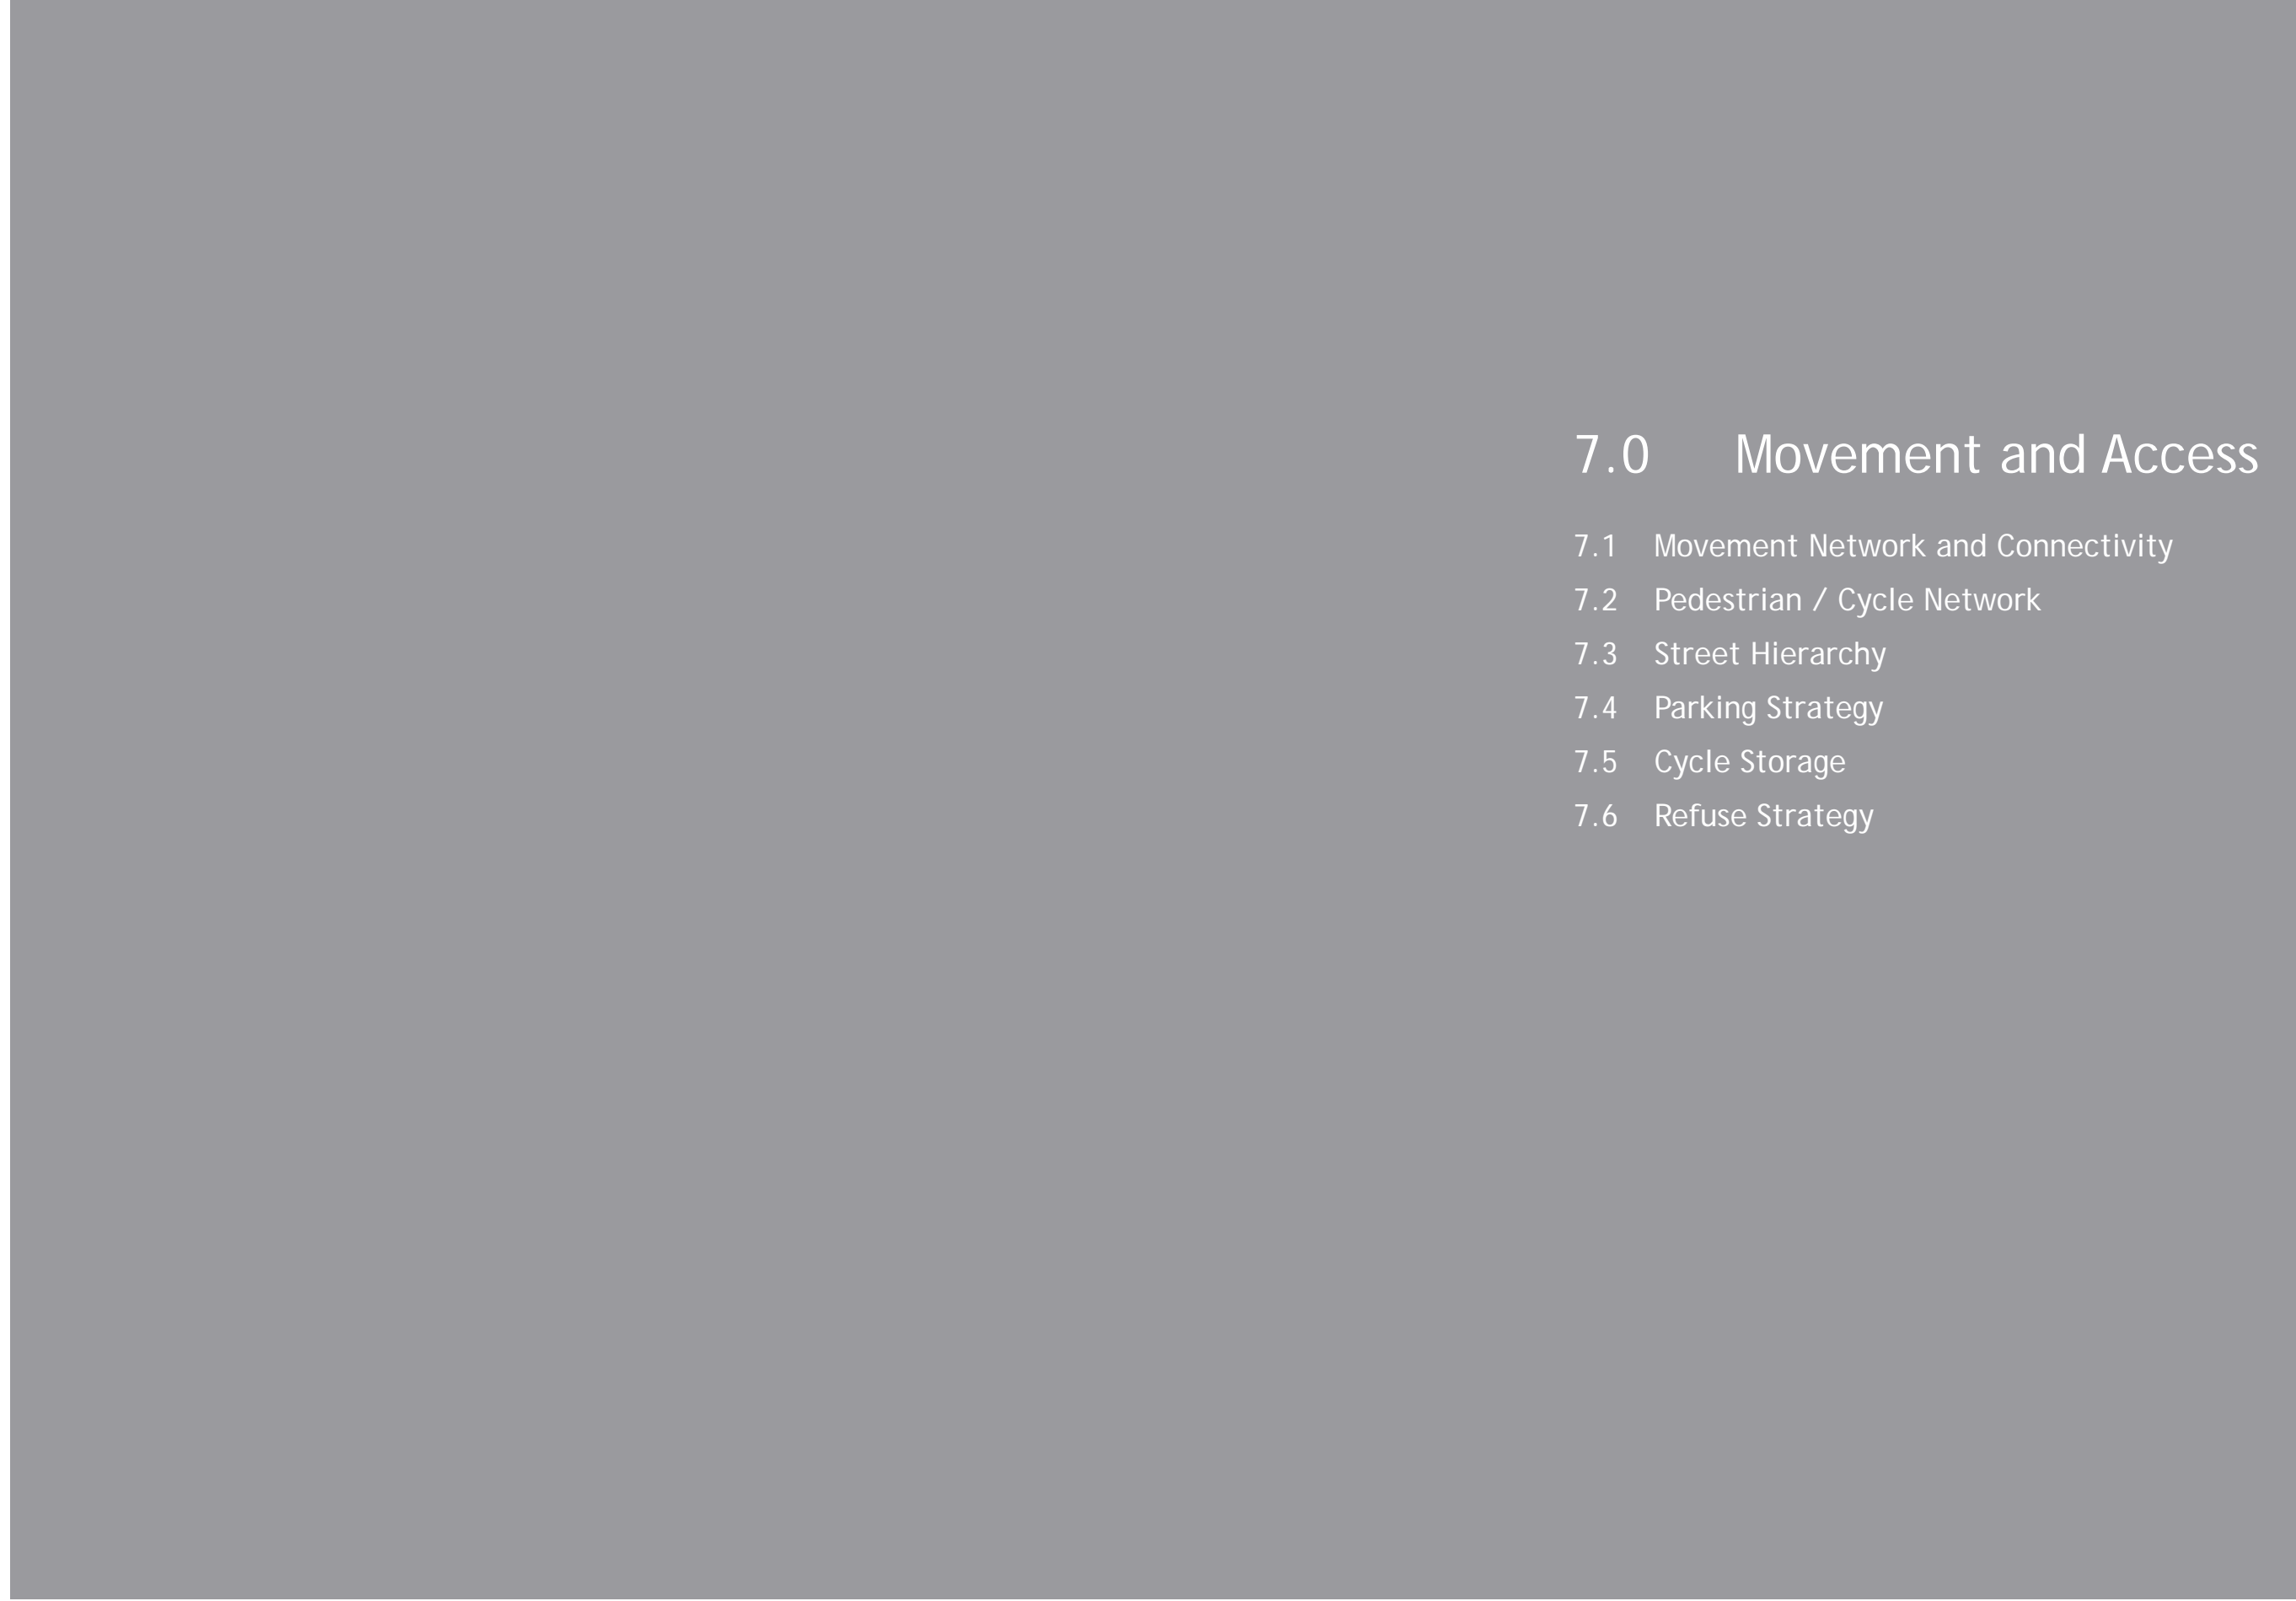 7.0 Movement and Access
7.1 Movement Network and Connectivity
7.2 Pedestrian / Cycle Network
7.3 Street Hierarchy
7.4 Parking Strategy
7.5 Cycle Storage
7.6 Refuse Strategy